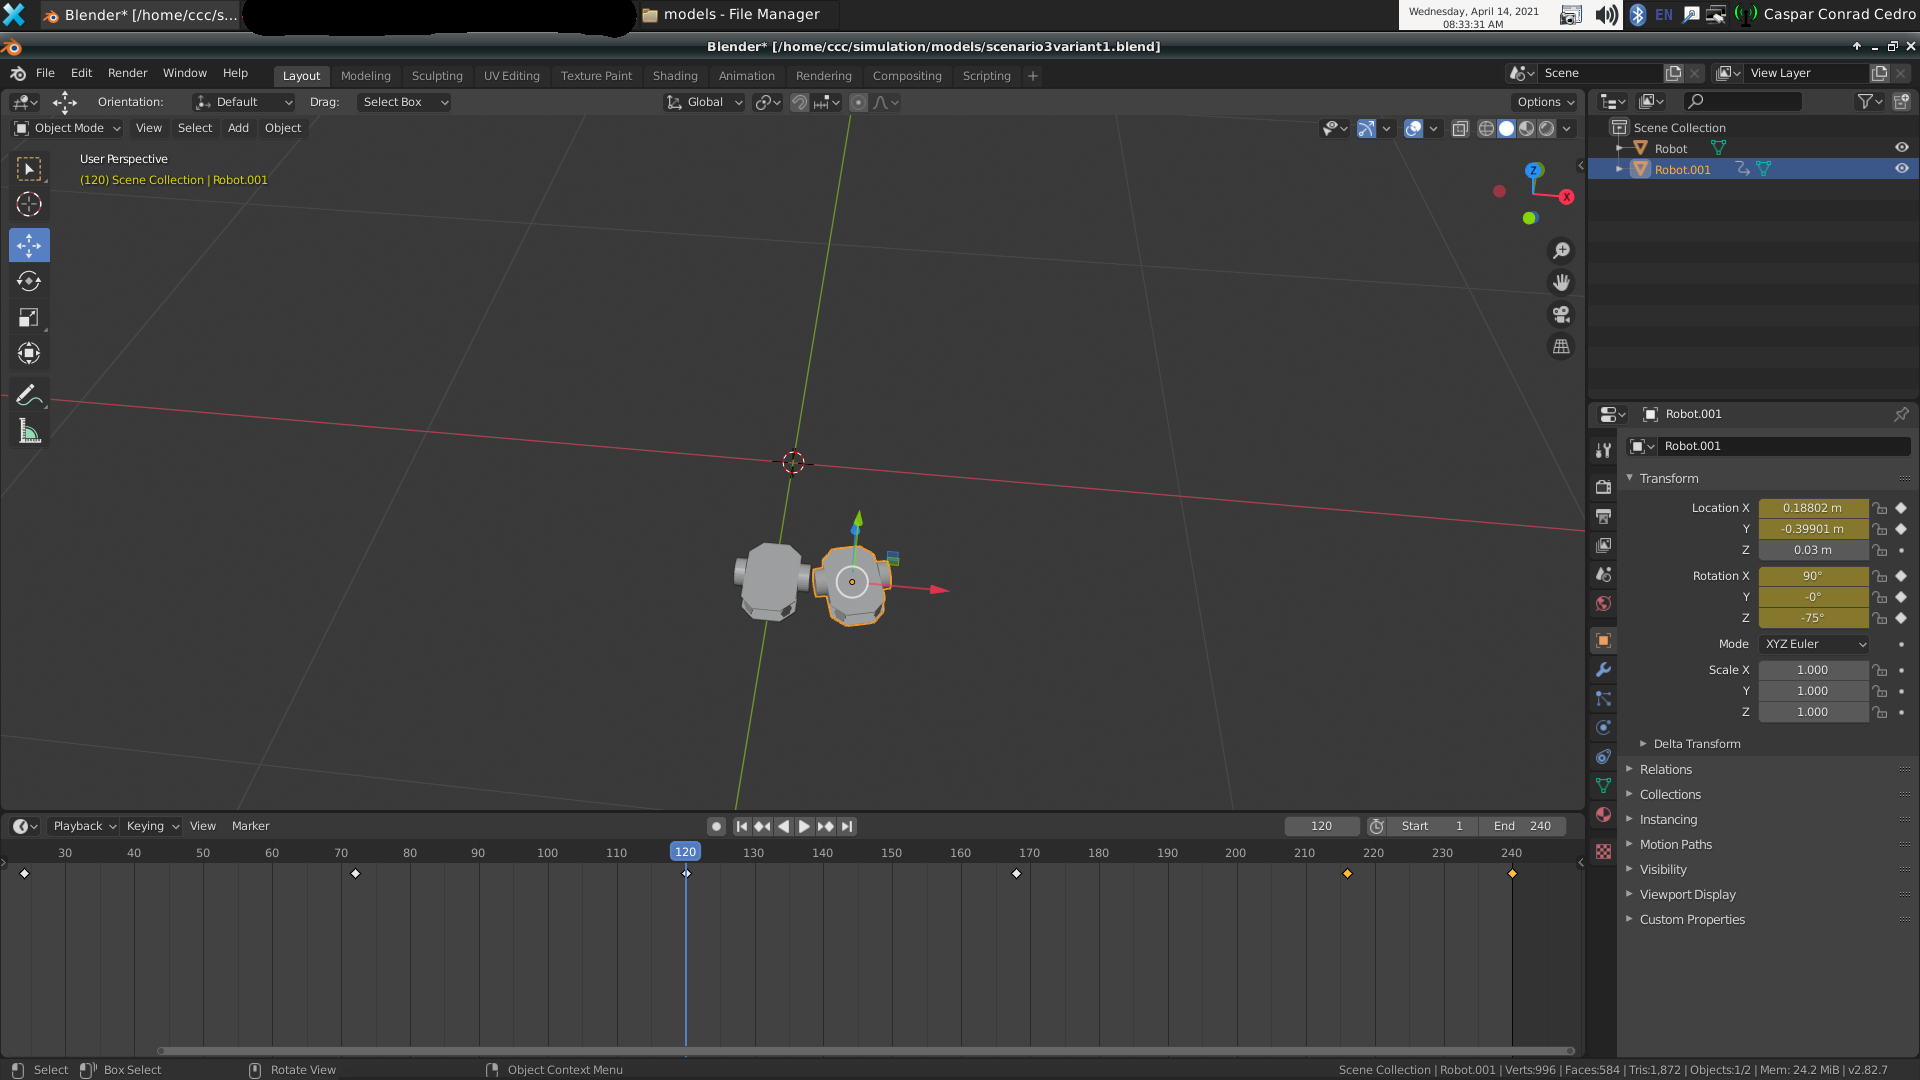 Blender* [/home/ccc/s...
models - File Manager
Wednesday, April 14, 2021
08:33:31 AM
EN
Caspar Conrad Cedro
Blender* [/home/ccc/simulation/models/scenario3variant1.blend]
File Edit Render Window Help
Layout Modeling Sculpting UV Editing Texture Paint Shading Animation Rendering Compositing Scripting +
Scene
View Layer
Orientation: Default Drag: Select Box
Global
Options
Object Mode View Select Add Object
User Perspective
(120) Scene Collection | Robot.001
Z
X
Scene Collection
Robot
Robot.001
Robot.001
Robot.001
Transform
Location X 0.18802 m
Y -0.39901 m
Z 0.03 m
Rotation X 90°
Y -0°
Z -75°
Mode XYZ Euler
Scale X 1.000
Y 1.000
Z 1.000
Delta Transform
Relations
Collections
Instancing
Motion Paths
Visibility
Viewport Display
Custom Properties
Playback Keying View Marker
120 Start 1 End 240
30 40 50 60 70 80 90 100 110 120 130 140 150 160 170 180 190 200 210 220 230 240
Select Box Select Rotate View Object Context Menu
Scene Collection | Robot.001 | Verts:996 | Faces:584 | Tris:1,872 | Objects:1/2 | Mem: 24.2 MiB | v2.82.7